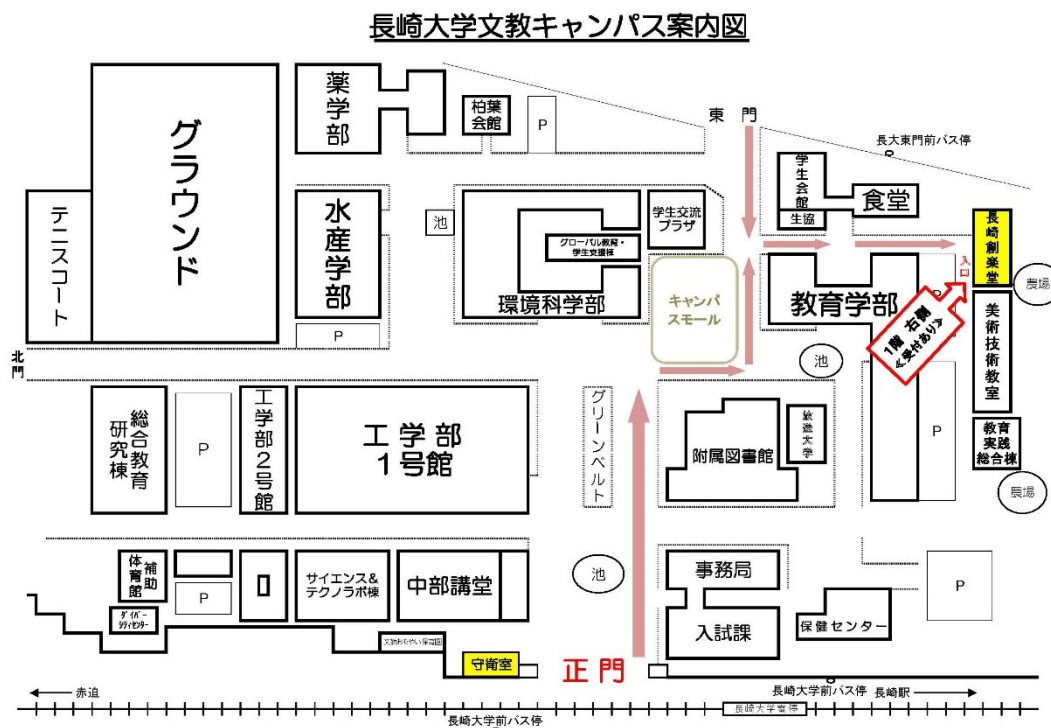 長崎大学文教キャンパス案内図
グラウンド
テニスコート
薬学部
柏葉
会館
P
東門
長大東門前バス停
学生会館
生協
食堂
長崎創楽堂
入口
農場
水産学部
P
池
環境科学部
グローバル教育・
学生支援棟
学生交流
プラザ
キャンパ
スモール
教育学部
P
1階 右側
≪受付あり≫
美術技術教室
教育
実践
総合棟
農場
北門
総合教育
研究棟
P
工学部2号館
工学部
1号館
グリーンベルト
池
附属図書館
放送大学
P
補助
体育館
P
サイエンス&
テクノラボ棟
中部講堂
池
事務局
入試課
保健センター
P
守衛室
正門
赤迫
長崎大学前バス停
長崎大学前バス停
長崎駅
長崎大学電停